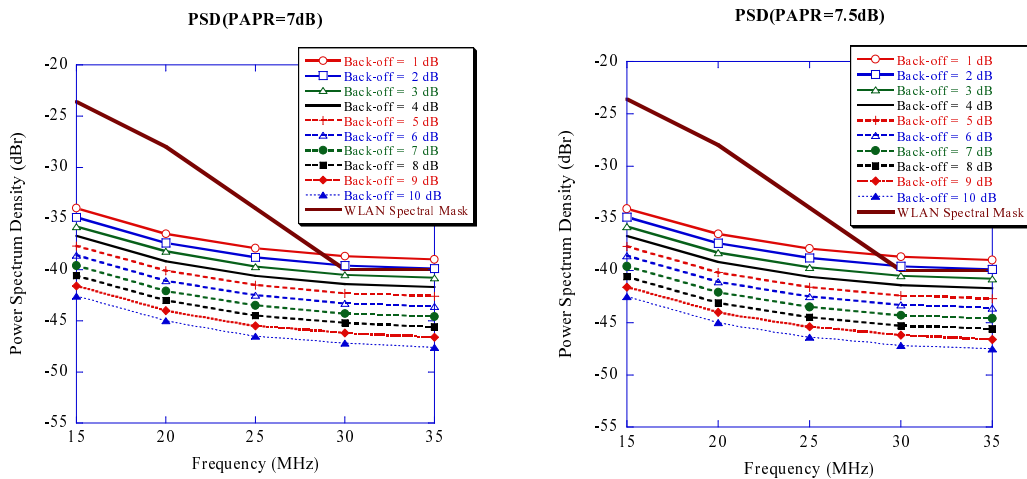 PSD(PAPR=7dB)
Back-off = 1 dB
Back-off = 2 dB
Back-off = 3 dB
Back-off = 4 dB
Back-off = 5 dB
Back-off = 6 dB
Back-off = 7 dB
Back-off = 8 dB
Back-off = 9 dB
Back-off = 10 dB
WLAN Spectral Mask
Power Spectrum Density (dBr)
-20
-25
-30
-35
-40
-45
-50
-55
15 20 25 30 35
Frequency (MHz)
PSD(PAPR=7.5dB)
Back-off = 1 dB
Back-off = 2 dB
Back-off = 3 dB
Back-off = 4 dB
Back-off = 5 dB
Back-off = 6 dB
Back-off = 7 dB
Back-off = 8 dB
Back-off = 9 dB
Back-off = 10 dB
WLAN Spectral Mask
Power Spectrum Density (dBr)
-20
-25
-30
-35
-40
-45
-50
-55
15 20 25 30 35
Frequency (MHz)